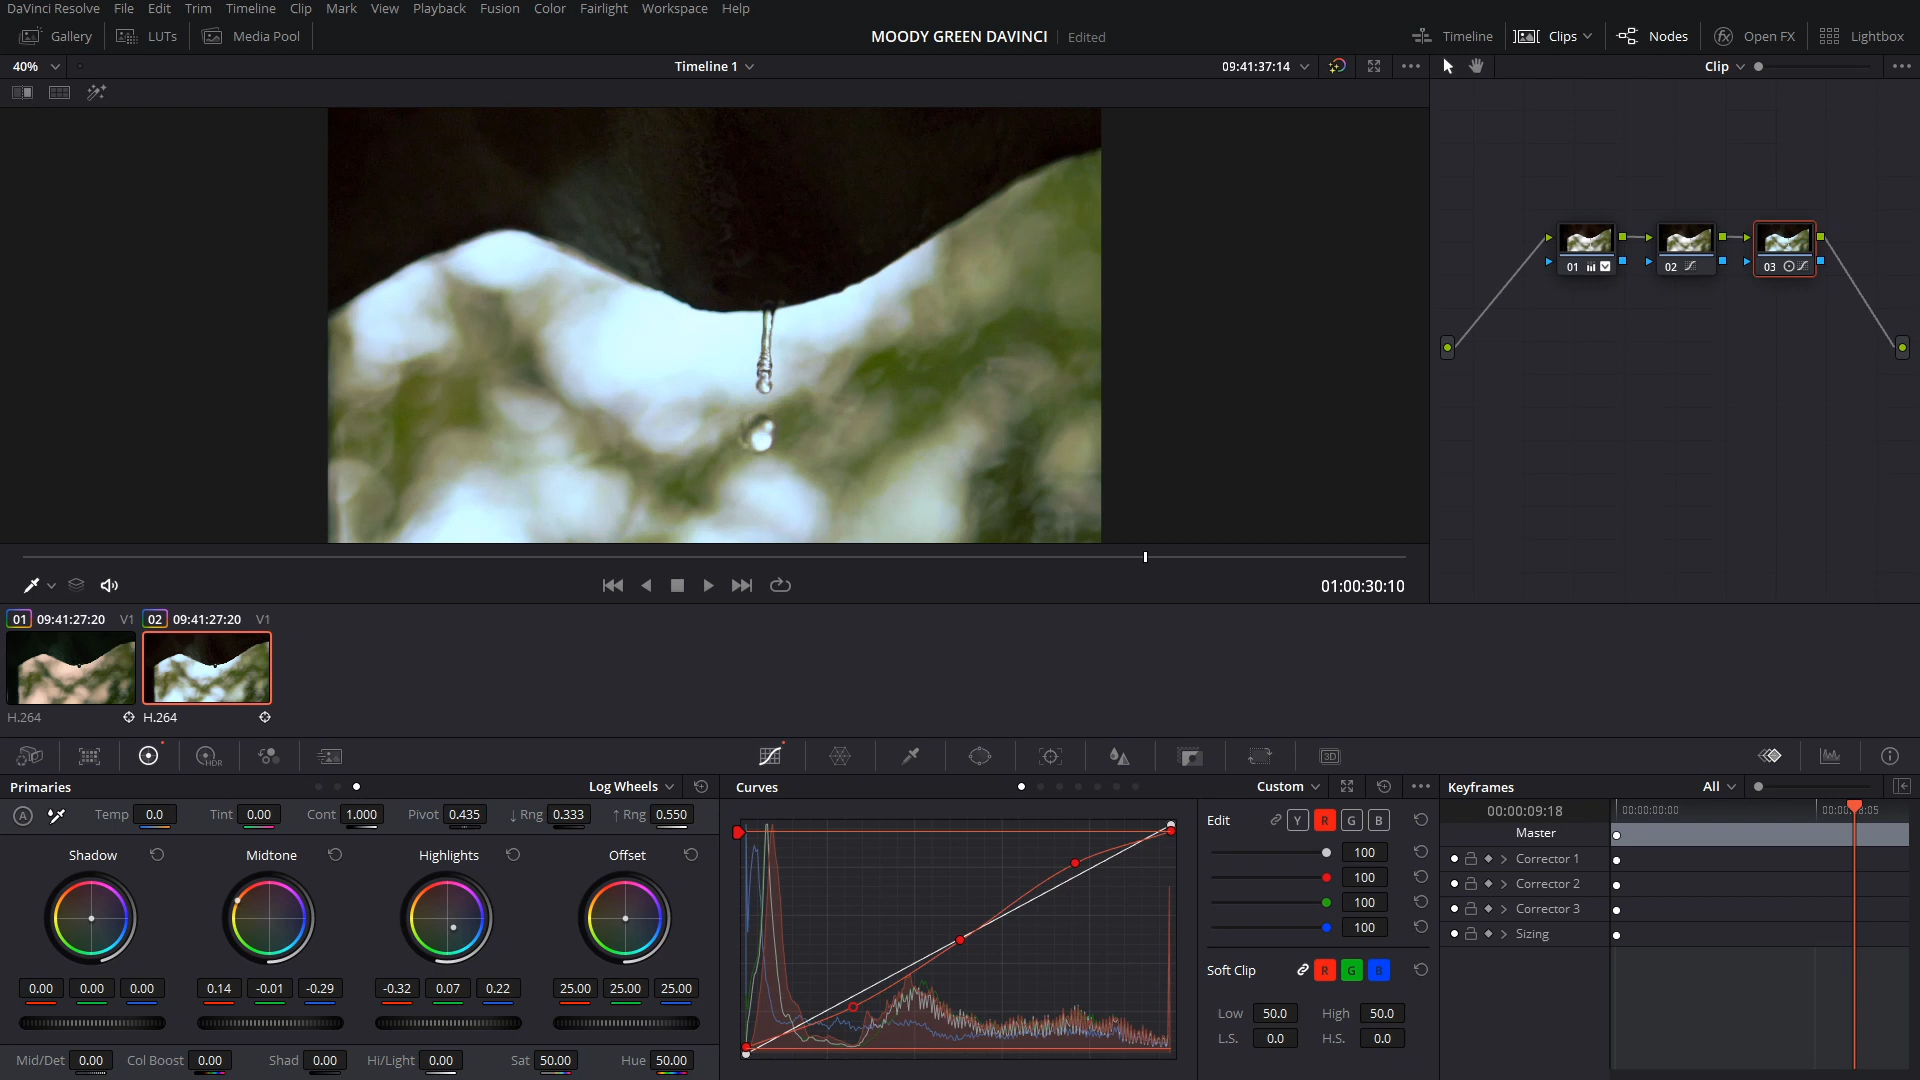 DaVinci Resolve File Edit Trim Timeline Clip Mark View Playback Fusion Color Fairlight Workspace Help
Gallery LUTs Media Pool MOODY GREEN DAVINCI Edited Timeline Clips Nodes Open FX Lightbox
40% Timeline 1 09:41:37:14 Clip
01 02 03
01:00:30:10
01 09:41:27:20 V1 02 09:41:27:20 V1
H.264 H.264
HDR 3D
Primaries Log Wheels Curves Custom Keyframes All
A Temp 0.0 Tint 0.00 Cont 1.000 Pivot 0.435 ↓ Rng 0.333 ↑ Rng 0.550
Shadow Midtone Highlights Offset
0.00 0.00 0.00 0.14 -0.01 -0.29 -0.32 0.07 0.22 25.00 25.00 25.00
Mid/Det 0.00 Col Boost 0.00 Shad 0.00 Hi/Light 0.00 Sat 50.00 Hue 50.00
Edit Y R G B
100
100
100
100
Soft Clip R G B
Low 50.0 High 50.0
L.S. 0.0 H.S. 0.0
00:00:09:18 00:00:00:00
Master
Corrector 1
Corrector 2
Corrector 3
Sizing